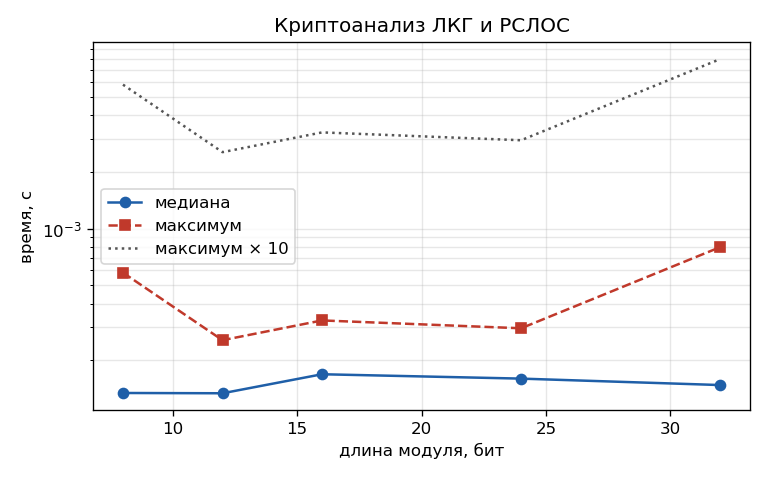 Криптоанализ ЛКГ и РСЛОС
время, с
10⁻³
медиана
максимум
максимум × 10
10 15 20 25 30
длина модуля, бит